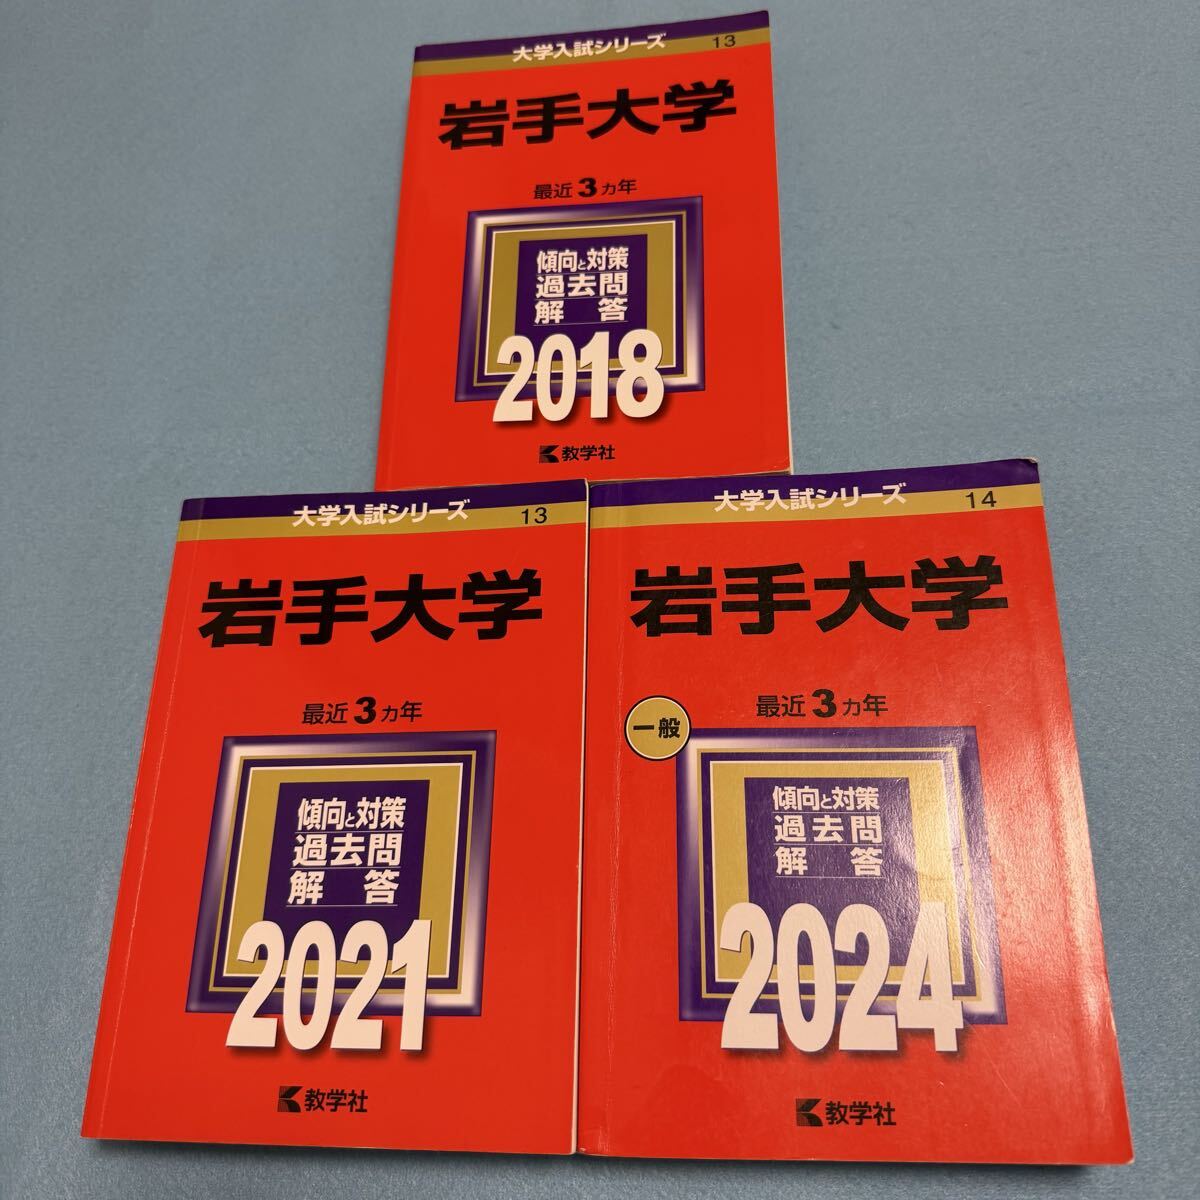 大学入試シリーズ 13
岩手大学
最近3カ年
傾向と対策
過去問
解答
2018
教学社
大学入試シリーズ 13
岩手大学
最近3カ年
傾向と対策
過去問
解答
2021
教学社
大学入試シリーズ 14
岩手大学
最近3カ年
一般
傾向と対策
過去問
解答
2024
教学社